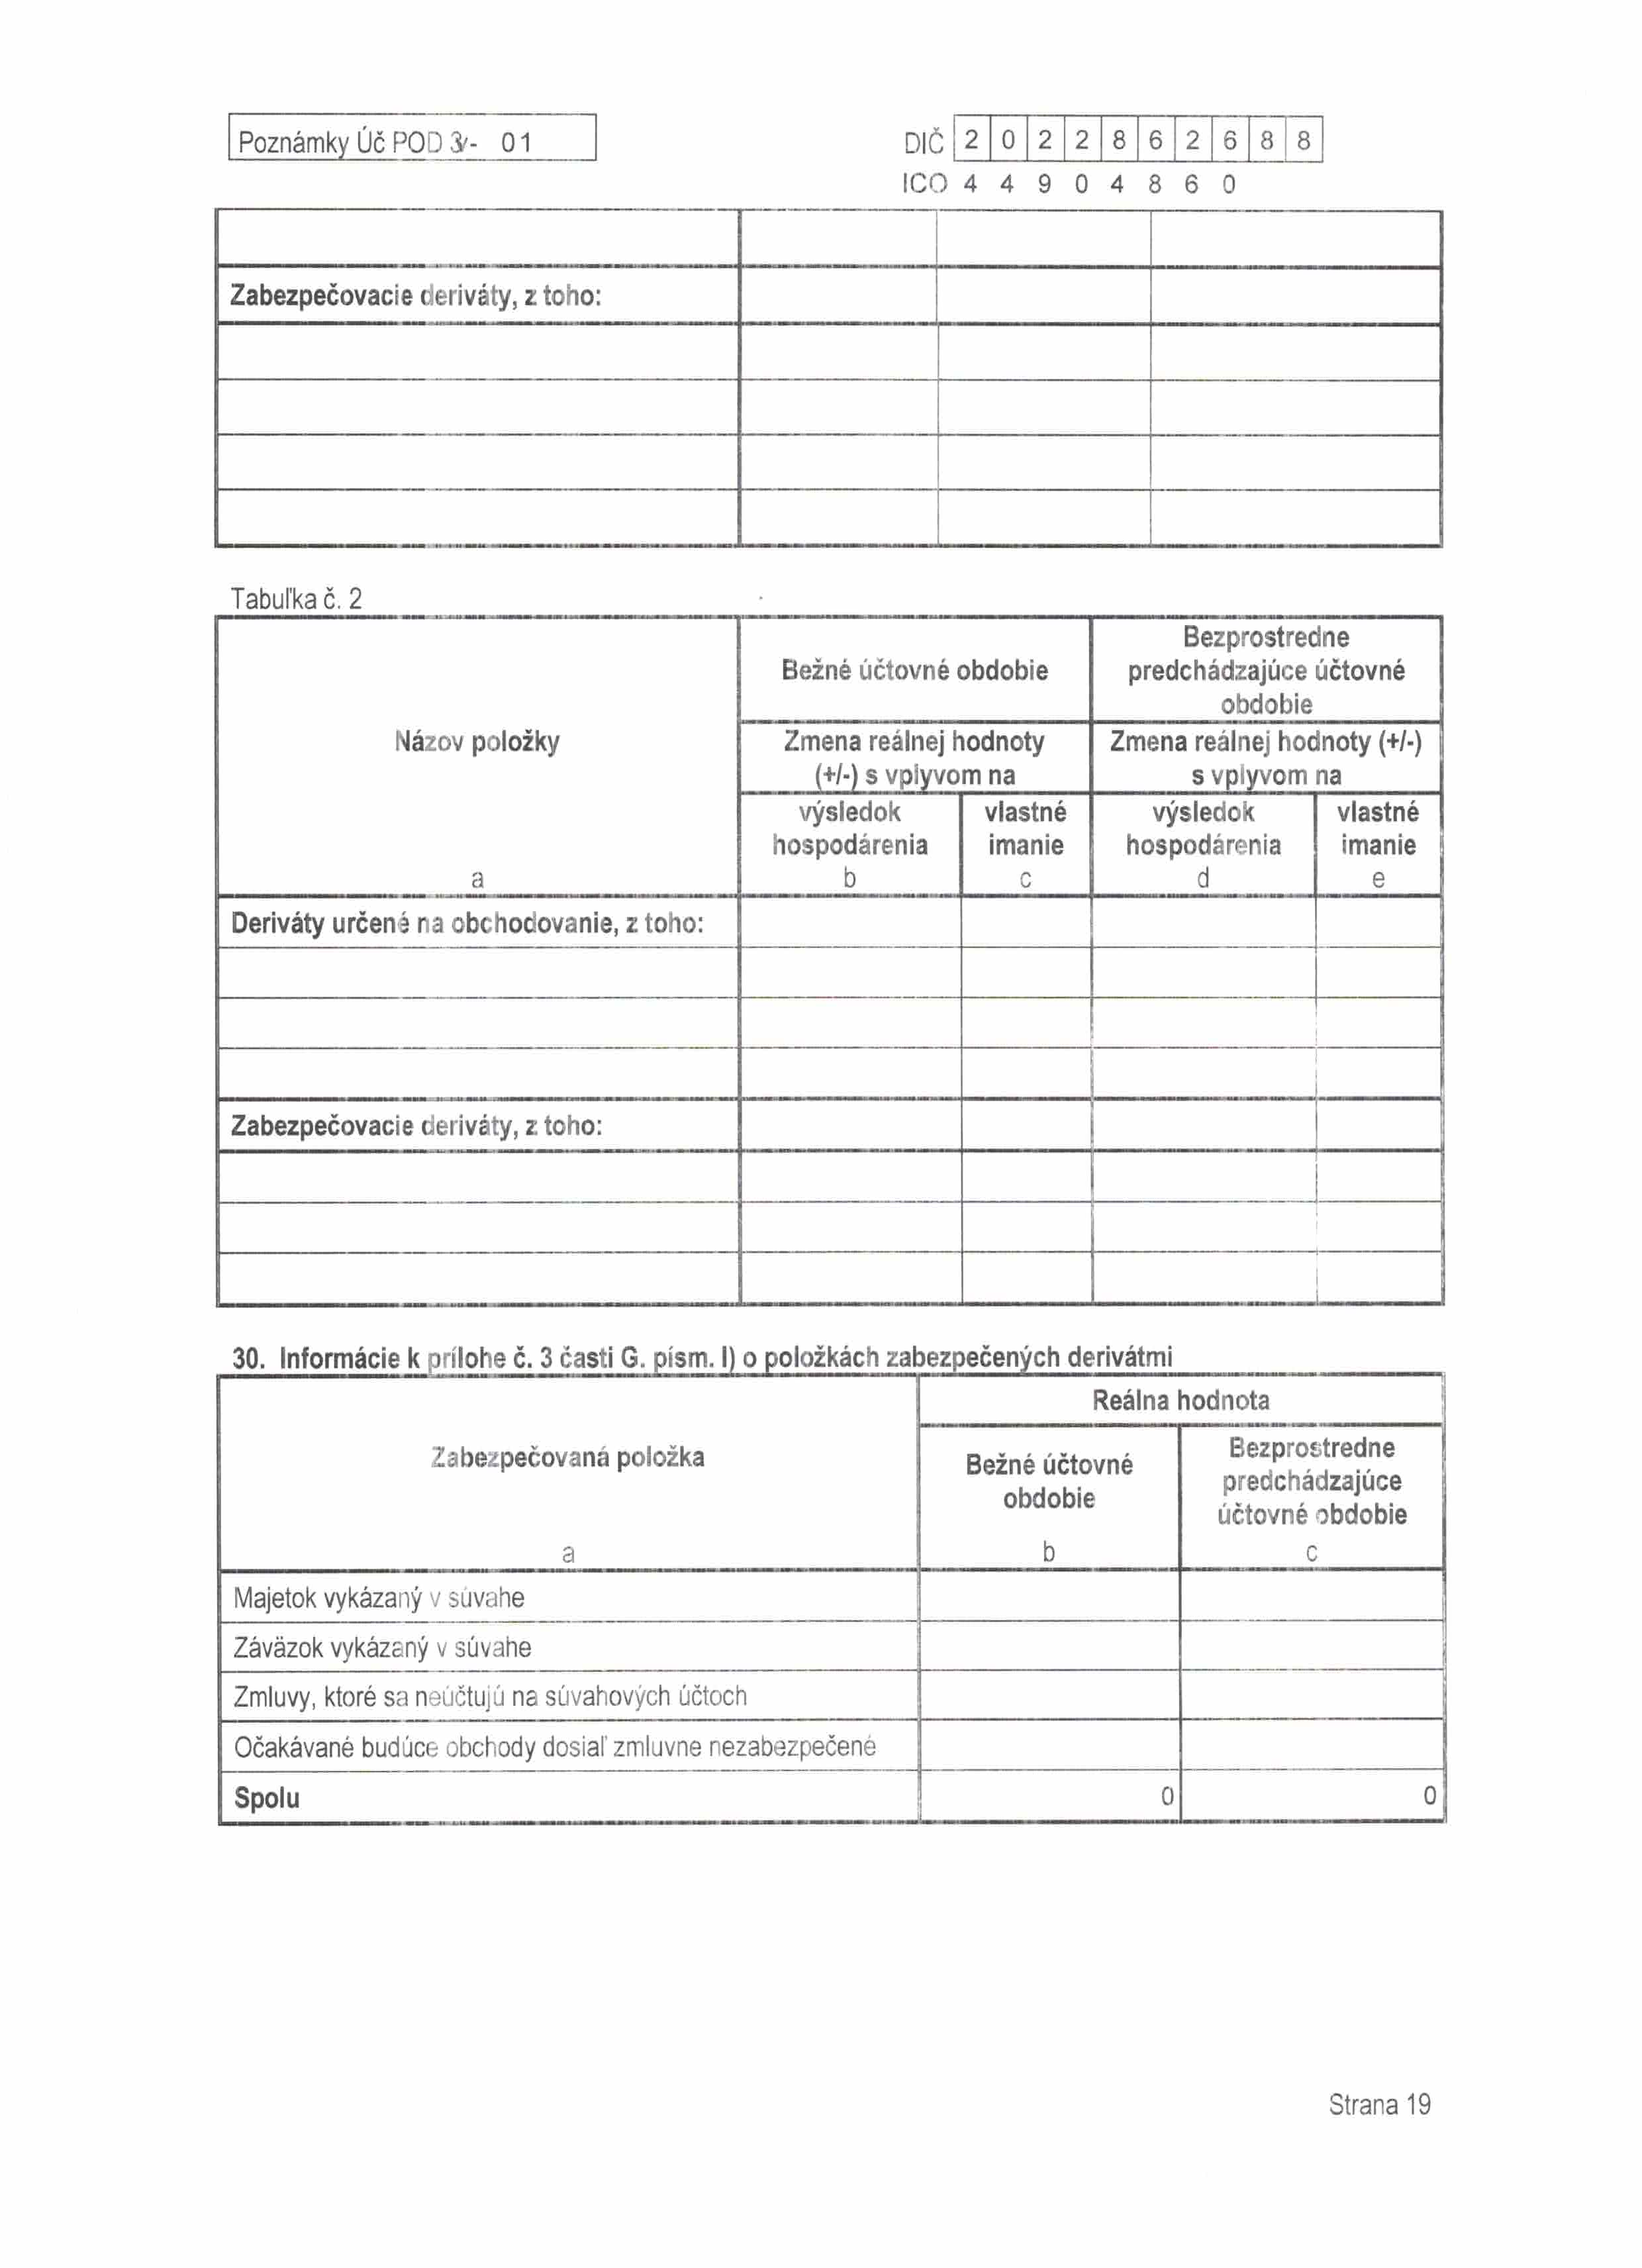 Poznámky Úč POD 3v- 01
DIČ 2 0 2 2 8 6 2 6 8 8
ICO 4 4 9 0 4 8 6 0
Zabezpečovacie deriváty, z toho:
Tabuľka č. 2
Názov položky
a
Bežné účtovné obdobie
Bezprostredne
predchádzajúce účtovné
obdobie
Zmena reálnej hodnoty
(+/-) s vplyvom na
Zmena reálnej hodnoty (+/-)
s vplyvom na
výsledok
hospodárenia
b
vlastné
imanie
c
výsledok
hospodárenia
d
vlastné
imanie
e
Deriváty určené na obchodovanie, z toho:
Zabezpečovacie deriváty, z toho:
30. Informácie k prílohe č. 3 časti G. písm. l) o položkách zabezpečených derivátmi
Zabezpečovaná položka
a
Reálna hodnota
Bežné účtovné
obdobie
b
Bezprostredne
predchádzajúce
účtovné obdobie
c
Majetok vykázaný v súvahe
Záväzok vykázaný v súvahe
Zmluvy, ktoré sa neúčtujú na súvahových účtoch
Očakávané budúce obchody dosiaľ zmluvne nezabezpečené
Spolu 0 0
Strana 19